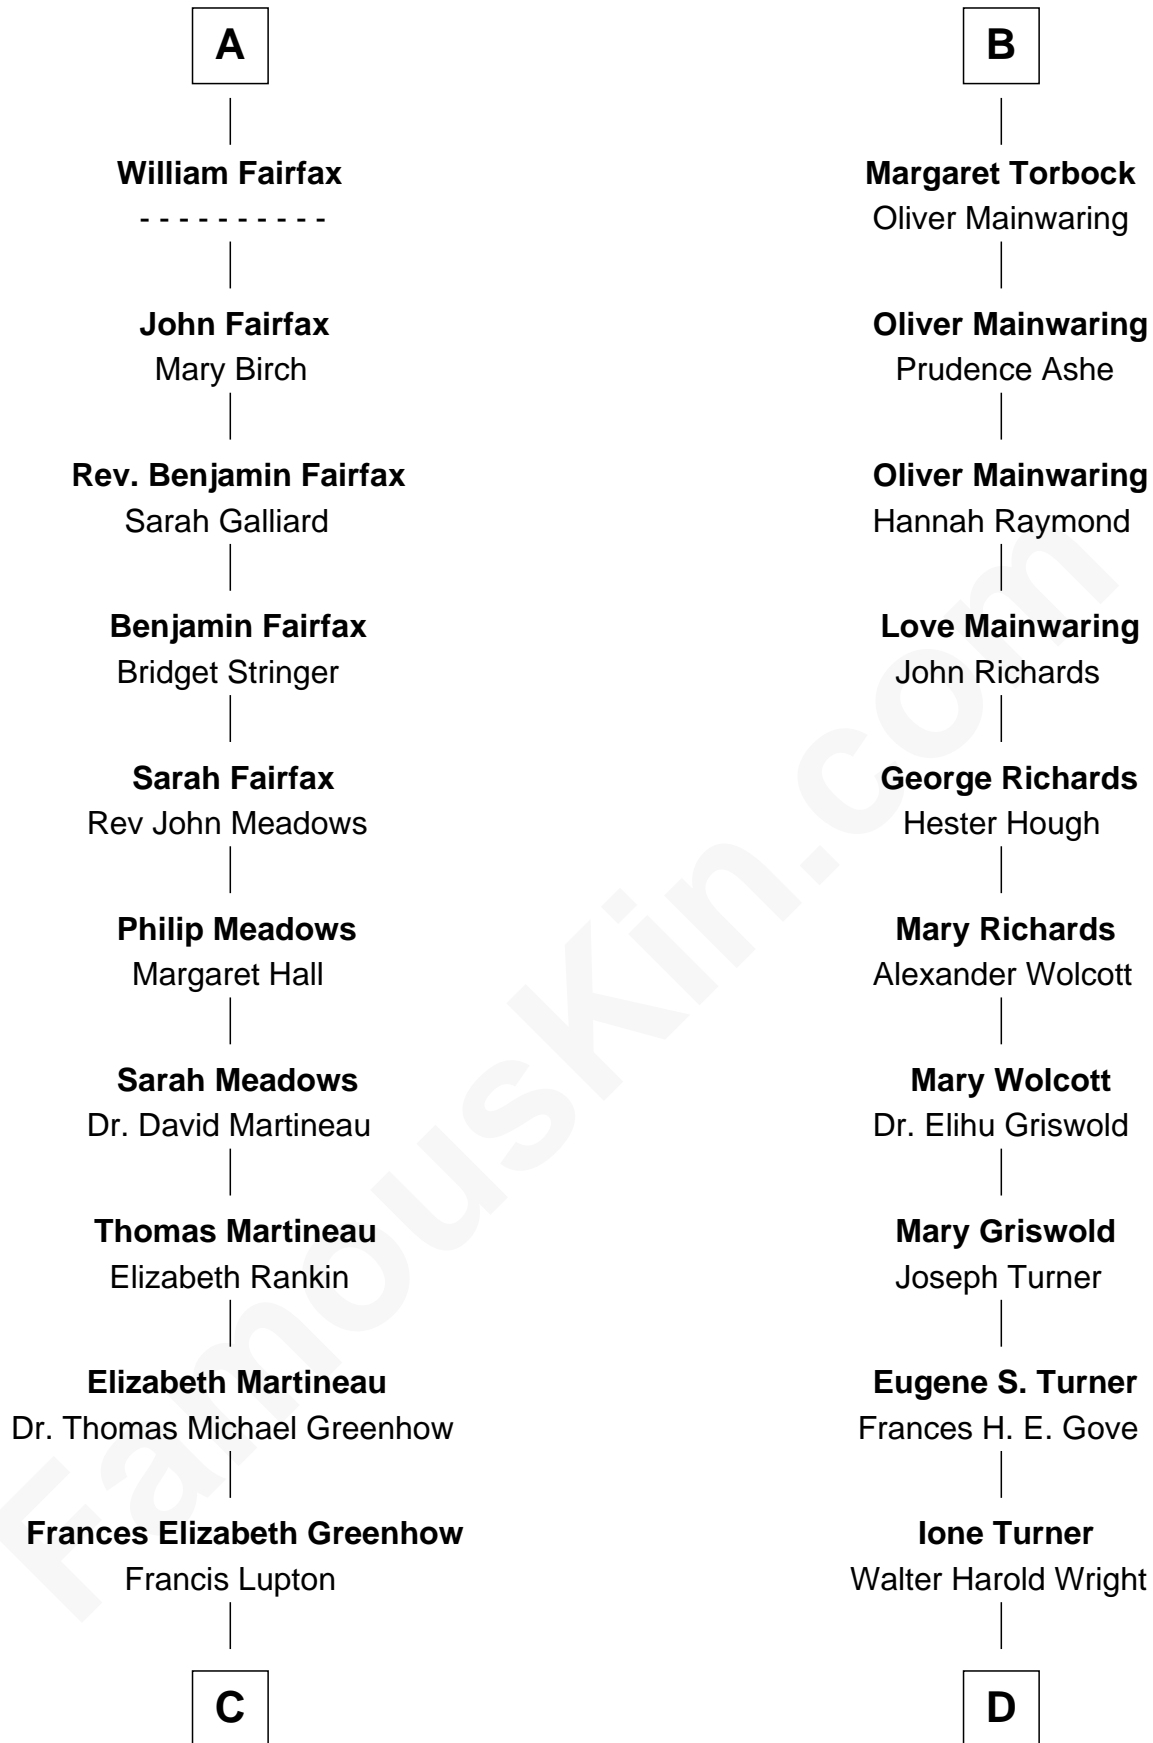 A
William Fairfax
- - - - - - - - - -
John Fairfax
Mary Birch
Rev. Benjamin Fairfax
Sarah Galliard
Benjamin Fairfax
Bridget Stringer
Sarah Fairfax
Rev John Meadows
Philip Meadows
Margaret Hall
Sarah Meadows
Dr. David Martineau
Thomas Martineau
Elizabeth Rankin
Elizabeth Martineau
Dr. Thomas Michael Greenhow
Frances Elizabeth Greenhow
Francis Lupton
C
B
Margaret Torbock
Oliver Mainwaring
Oliver Mainwaring
Prudence Ashe
Oliver Mainwaring
Hannah Raymond
Love Mainwaring
John Richards
George Richards
Hester Hough
Mary Richards
Alexander Wolcott
Mary Wolcott
Dr. Elihu Griswold
Mary Griswold
Joseph Turner
Eugene S. Turner
Frances H. E. Gove
Ione Turner
Walter Harold Wright
D
FamousKin.com